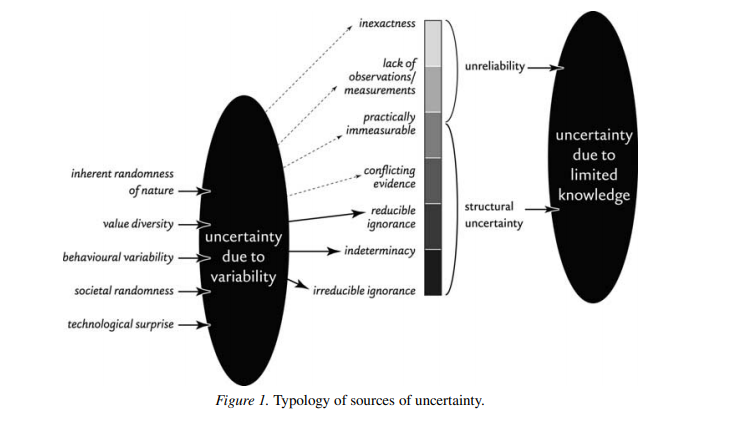 inherent randomness
of nature
value diversity
behavioural variability
societal randomness
technological surprise
uncertainty
due to
variability
inexactness
lack of
observations/
measurements
practically
immeasurable
conflicting
evidence
reducible
ignorance
indeterminacy
irreducible ignorance
unreliability
structural
uncertainty
uncertainty
due to
limited
knowledge
Figure 1. Typology of sources of uncertainty.